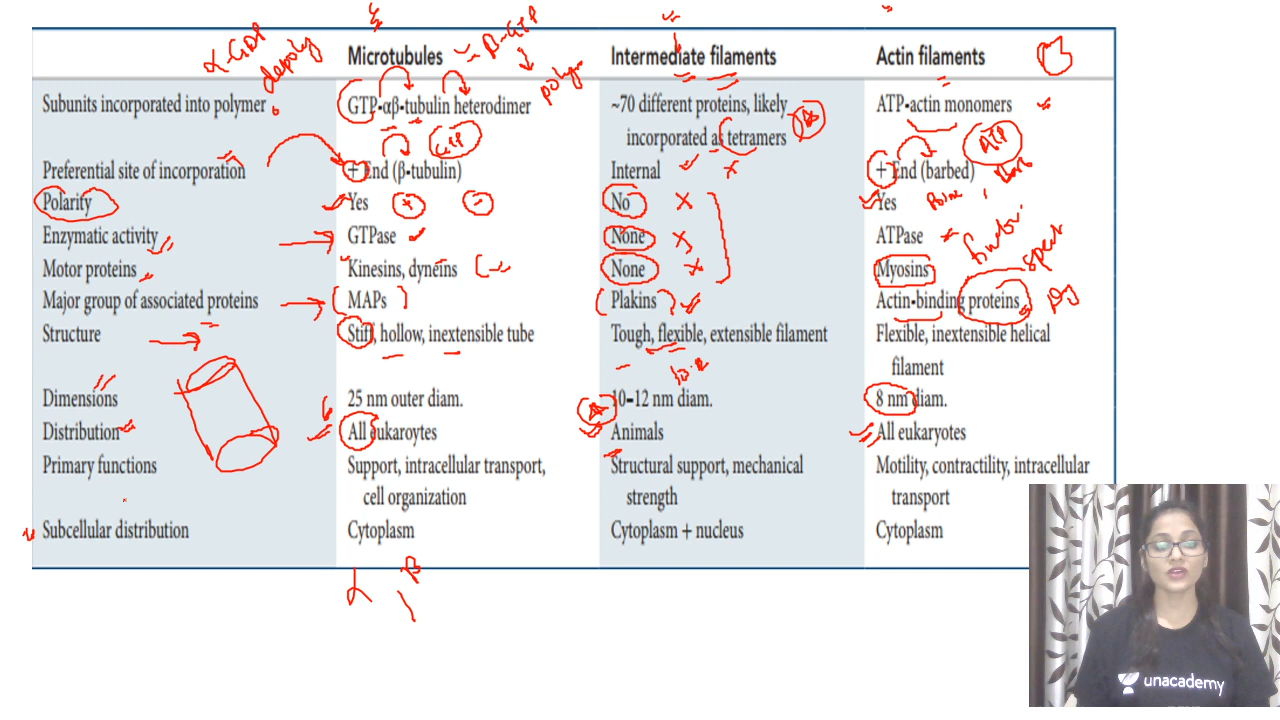 α-GDP
depoly
β-GTP
polym
Microtubules Intermediate filaments Actin filaments
Subunits incorporated into polymer GTP-αβ-tubulin heterodimer ~70 different proteins, likely ATP-actin monomers
incorporated as tetramers
GTP ATP
Preferential site of incorporation + End (β-tubulin) Internal + End (barbed)
Polarity Yes + − No Yes
Enzymatic activity GTPase None ATPase
Motor proteins Kinesins, dyneins None Myosins
Major group of associated proteins MAPs Plakins Actin-binding proteins
Structure Stiff, hollow, inextensible tube Tough, flexible, extensible filament Flexible, inextensible helical
filament
Dimensions 25 nm outer diam. 10–12 nm diam. 8 nm diam.
Distribution All eukaroytes Animals All eukaryotes
Primary functions Support, intracellular transport, Structural support, mechanical Motility, contractility, intracellular
cell organization strength transport
Subcellular distribution Cytoplasm Cytoplasm + nucleus Cytoplasm
α β
unacademy